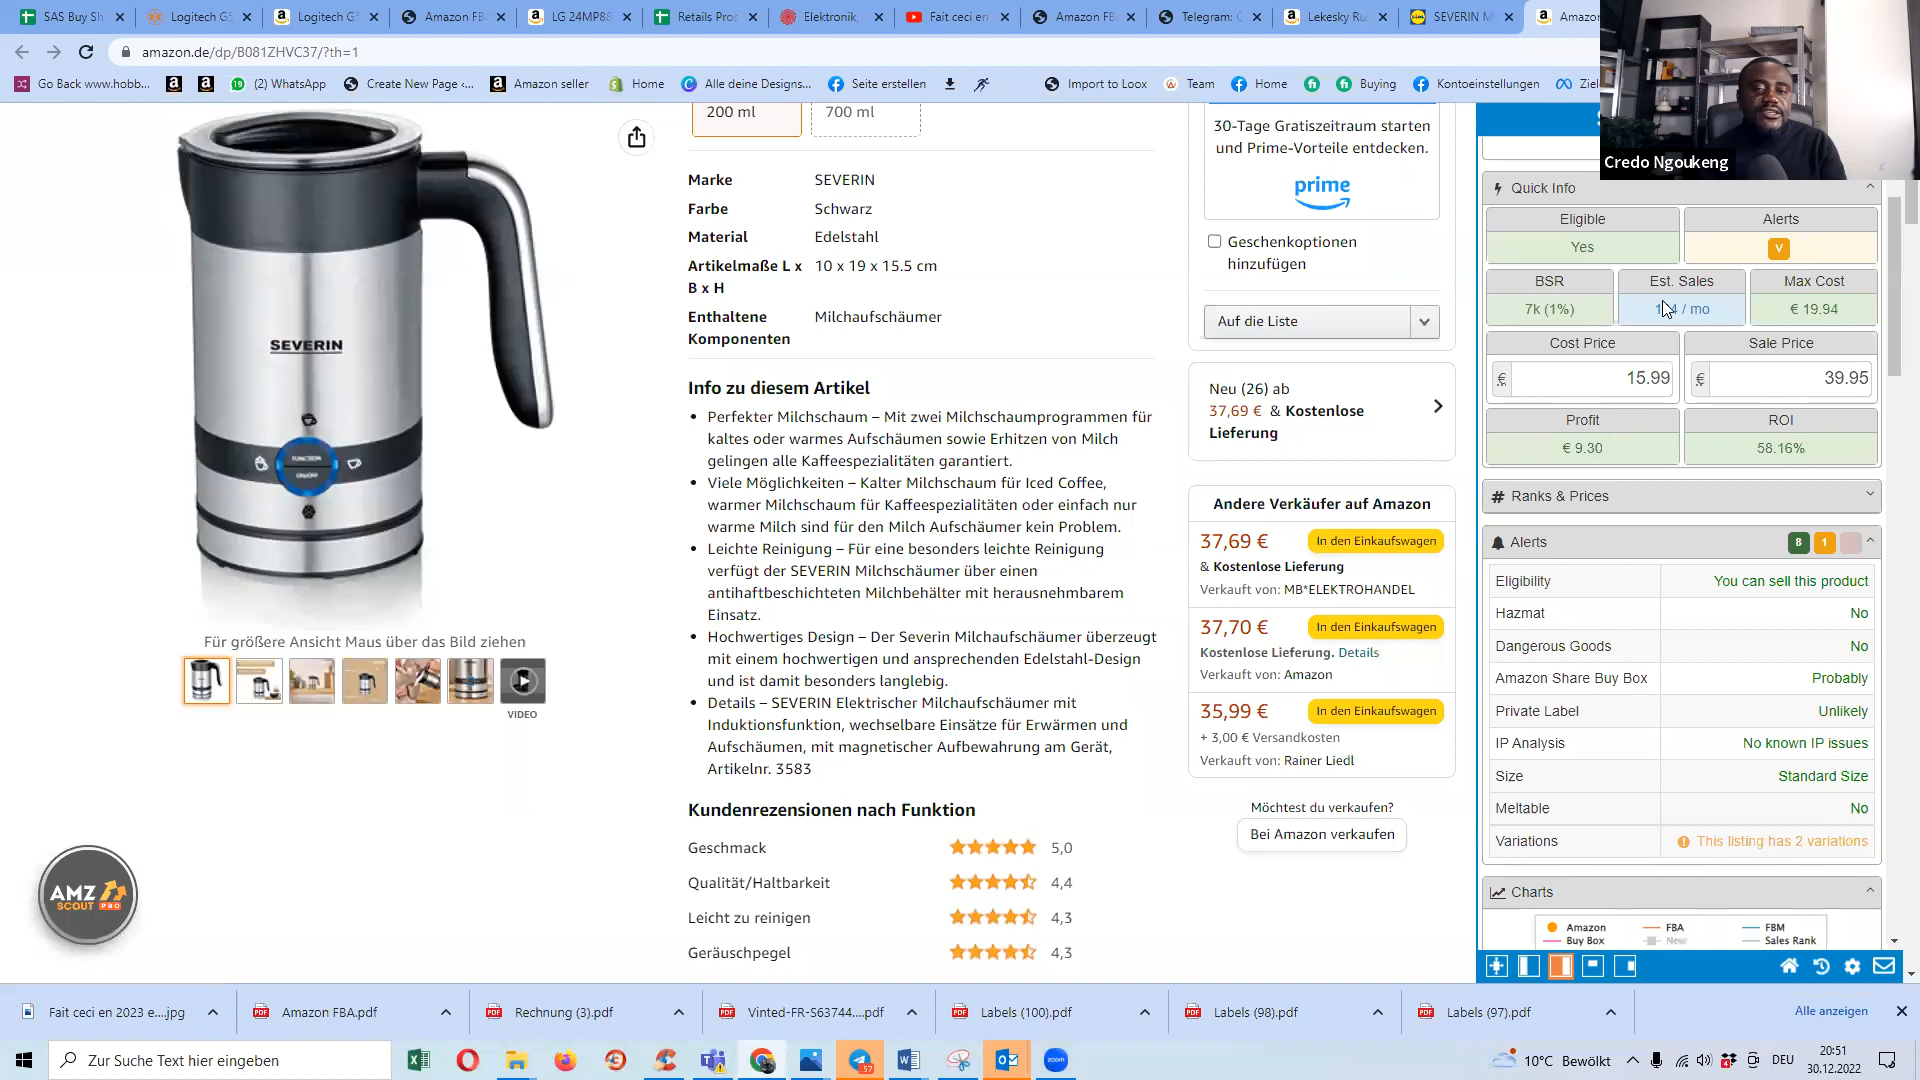 SAS Buy Sh
Logitech G5
Logitech G5
Amazon FB
LG 24MP88
Retails Proc
Elektronik,
Fait ceci en
Amazon FB
Telegram: C
Lekesky Ru
SEVERIN M
Amazo
amazon.de/dp/B081ZHVC37/?th=1
Go Back www.hobb...
(2) WhatsApp
Create New Page ‹...
Amazon seller
Home
Alle deine Designs...
Seite erstellen
Import to Loox
Team
Home
Buying
Kontoeinstellungen
Ziel
Credo Ngoukeng
SEVERIN
FUNCTION
ON/OFF
Für größere Ansicht Maus über das Bild ziehen
VIDEO
AMZ
SCOUT PRO
200 ml
700 ml
Marke SEVERIN
Farbe Schwarz
Material Edelstahl
Artikelmaße L x 10 x 19 x 15.5 cm
B x H
Enthaltene Milchaufschäumer
Komponenten
Info zu diesem Artikel
Perfekter Milchschaum – Mit zwei Milchschaumprogrammen für
kaltes oder warmes Aufschäumen sowie Erhitzen von Milch
gelingen alle Kaffeespezialitäten garantiert.
Viele Möglichkeiten – Kalter Milchschaum für Iced Coffee,
warmer Milchschaum für Kaffeespezialitäten oder einfach nur
warme Milch sind für den Milch Aufschäumer kein Problem.
Leichte Reinigung – Für eine besonders leichte Reinigung
verfügt der SEVERIN Milchschäumer über einen
antihaftbeschichteten Milchbehälter mit herausnehmbarem
Einsatz.
Hochwertiges Design – Der Severin Milchaufschäumer überzeugt
mit einem hochwertigen und ansprechenden Edelstahl-Design
und ist damit besonders langlebig.
Details – SEVERIN Elektrischer Milchaufschäumer mit
Induktionsfunktion, wechselbare Einsätze für Erwärmen und
Aufschäumen, mit magnetischer Aufbewahrung am Gerät,
Artikelnr. 3583
Kundenrezensionen nach Funktion
Geschmack 5,0
Qualität/Haltbarkeit 4,4
Leicht zu reinigen 4,3
Geräuschpegel 4,3
30-Tage Gratiszeitraum starten
und Prime-Vorteile entdecken.
prime
Geschenkoptionen
hinzufügen
Auf die Liste
Neu (26) ab
37,69 € & Kostenlose
Lieferung
Andere Verkäufer auf Amazon
37,69 € In den Einkaufswagen
& Kostenlose Lieferung
Verkauft von: MB*ELEKTROHANDEL
37,70 € In den Einkaufswagen
Kostenlose Lieferung. Details
Verkauft von: Amazon
35,99 € In den Einkaufswagen
+ 3,00 € Versandkosten
Verkauft von: Rainer Liedl
Möchtest du verkaufen?
Bei Amazon verkaufen
Quick Info
Eligible Alerts
Yes V
BSR Est. Sales Max Cost
7k (1%) / mo € 19.94
Cost Price Sale Price
€ 15.99 € 39.95
Profit ROI
€ 9.30 58.16%
Ranks & Prices
Alerts 8 1
Eligibility You can sell this product
Hazmat No
Dangerous Goods No
Amazon Share Buy Box Probably
Private Label Unlikely
IP Analysis No known IP issues
Size Standard Size
Meltable No
Variations This listing has 2 variations
Charts
Amazon FBA FBM
Buy Box New Sales Rank
Fait ceci en 2023 e....jpg
Amazon FBA.pdf
Rechnung (3).pdf
Vinted-FR-S63744....pdf
Labels (100).pdf
Labels (98).pdf
Labels (97).pdf
Alle anzeigen
Zur Suche Text hier eingeben
57
10°C Bewölkt
DEU
20:51
30.12.2022